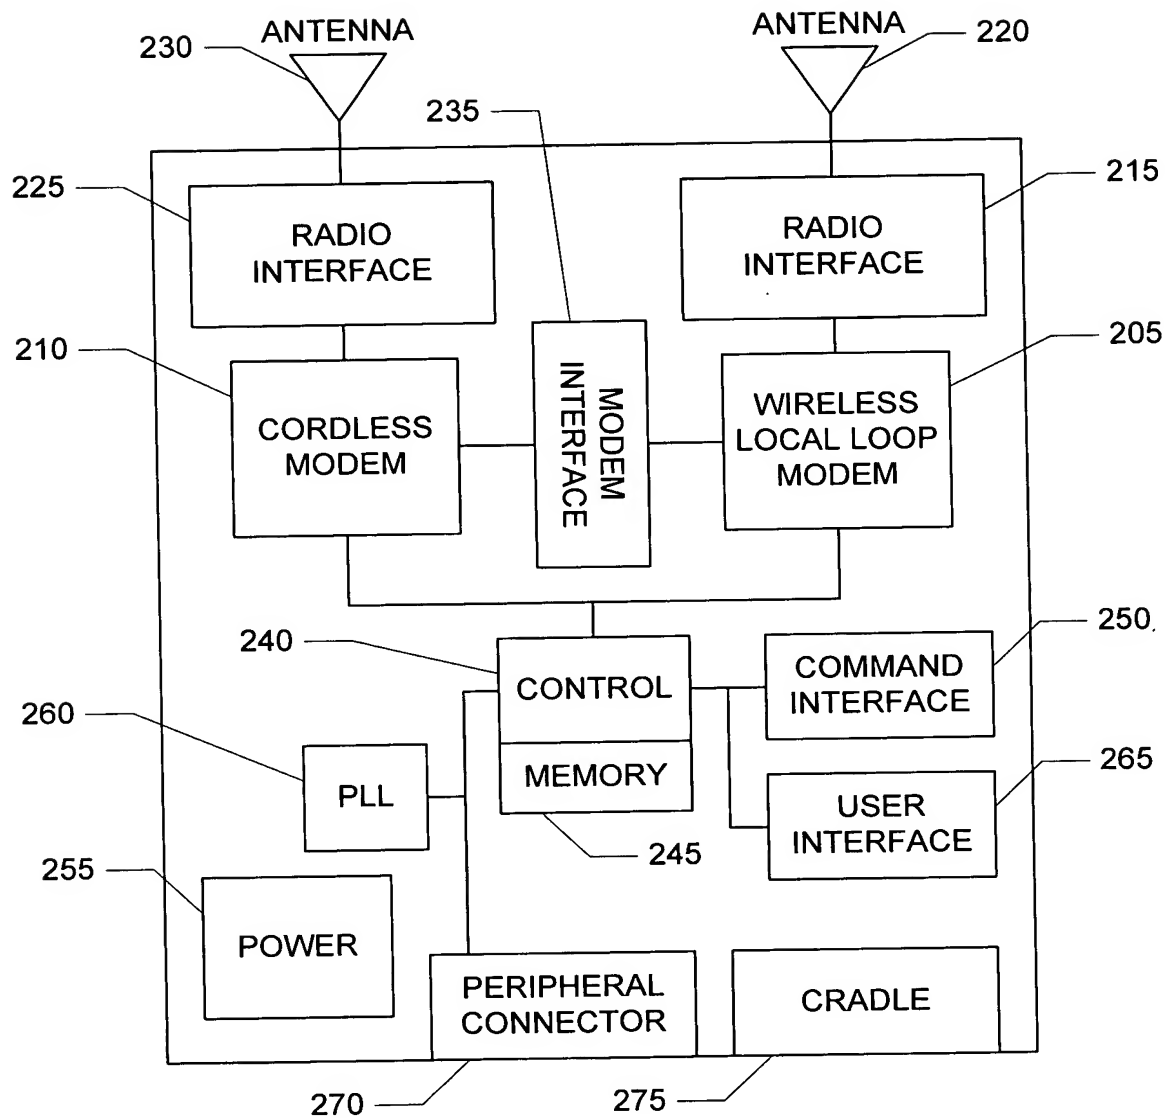 ANTENNA
ANTENNA
230
220
235
225
215
RADIO
INTERFACE
RADIO
INTERFACE
210
205
MODEM
INTERFACE
CORDLESS
MODEM
WIRELESS
LOCAL LOOP
MODEM
240
250
CONTROL
COMMAND
INTERFACE
260
PLL
MEMORY
265
USER
INTERFACE
245
255
POWER
PERIPHERAL
CONNECTOR
CRADLE
270
275